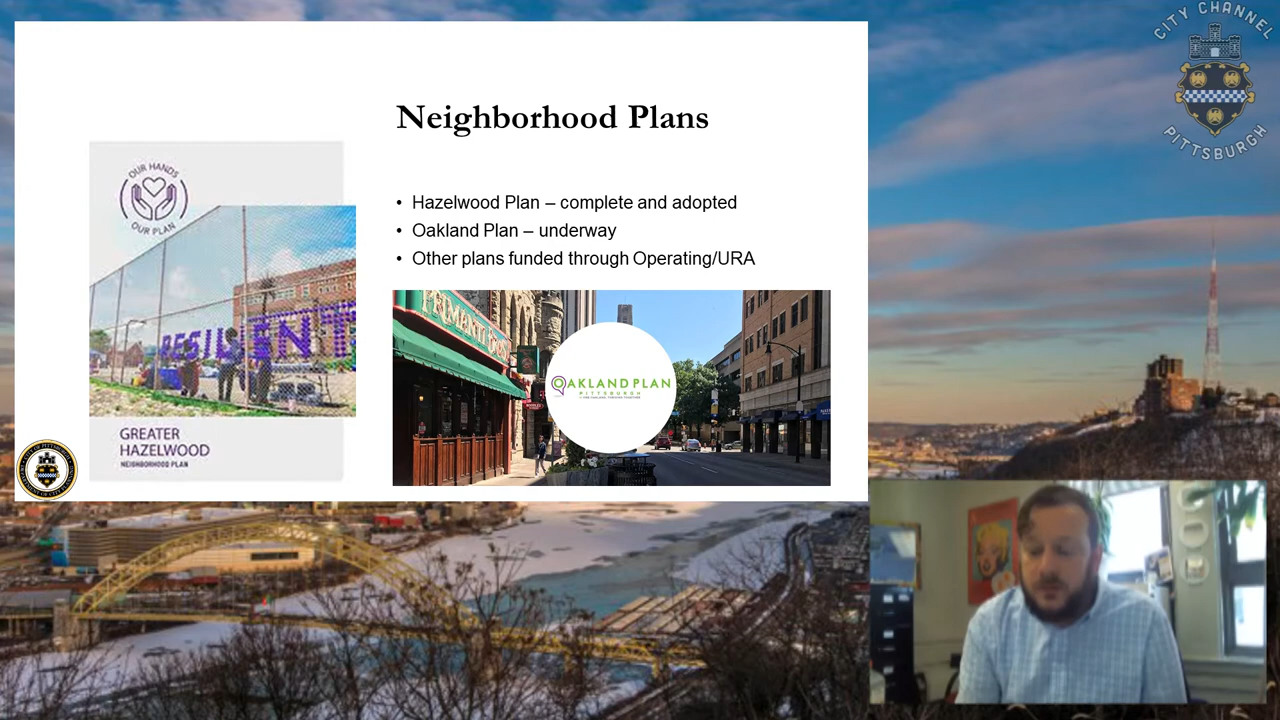 CITY CHANNEL
PITTSBURGH
Neighborhood Plans
OUR HANDS
OUR PLAN
RESILIENT
GREATER
HAZELWOOD
NEIGHBORHOOD PLAN
• Hazelwood Plan – complete and adopted
• Oakland Plan – underway
• Other plans funded through Operating/URA
OAKLAND PLAN
PITTSBURGH